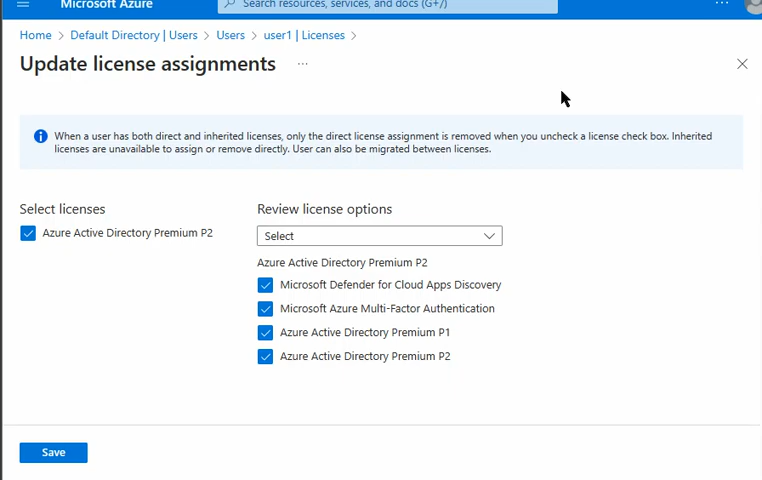 Microsoft Azure
Search resources, services, and docs (G+/)
...
Home > Default Directory | Users > Users > user1 | Licenses >
Update license assignments ...
When a user has both direct and inherited licenses, only the direct license assignment is removed when you uncheck a license check box. Inherited
licenses are unavailable to assign or remove directly. User can also be migrated between licenses.
Select licenses
Azure Active Directory Premium P2
Review license options
Select
Azure Active Directory Premium P2
Microsoft Defender for Cloud Apps Discovery
Microsoft Azure Multi-Factor Authentication
Azure Active Directory Premium P1
Azure Active Directory Premium P2
Save